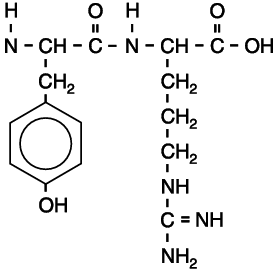 H O H O
N - CH - C - N - CH - C - OH
CH₂ CH₂
CH₂
CH₂
OH NH
C = NH
NH₂